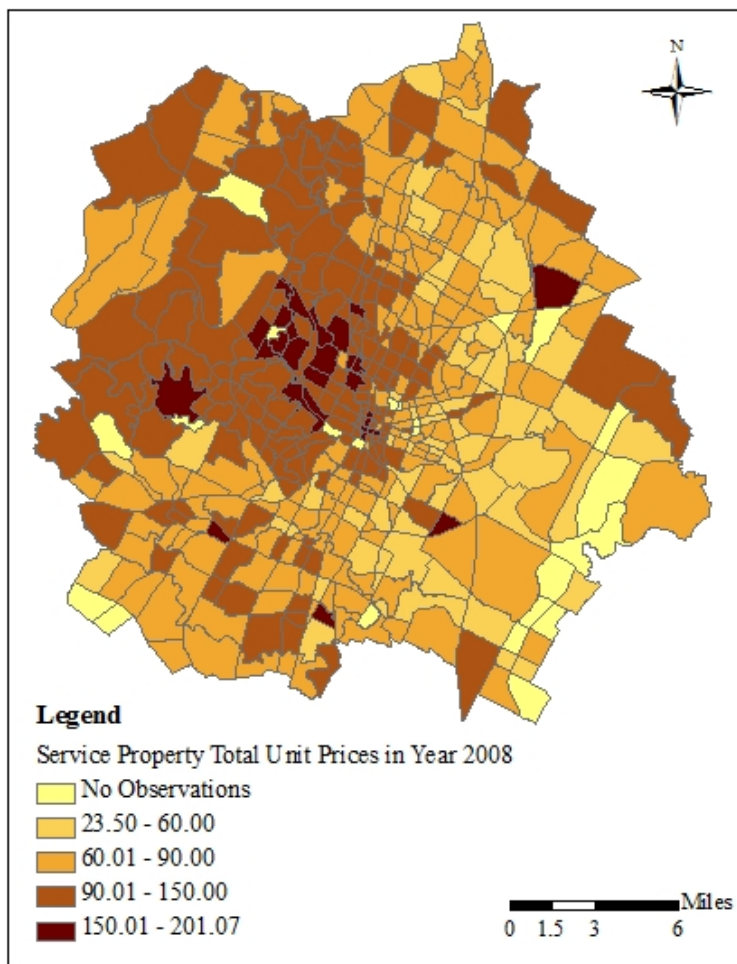 N
Legend
Service Property Total Unit Prices in Year 2008
No Observations
23.50 - 60.00
60.01 - 90.00
90.01 - 150.00
150.01 - 201.07
Miles
0 1.5 3 6